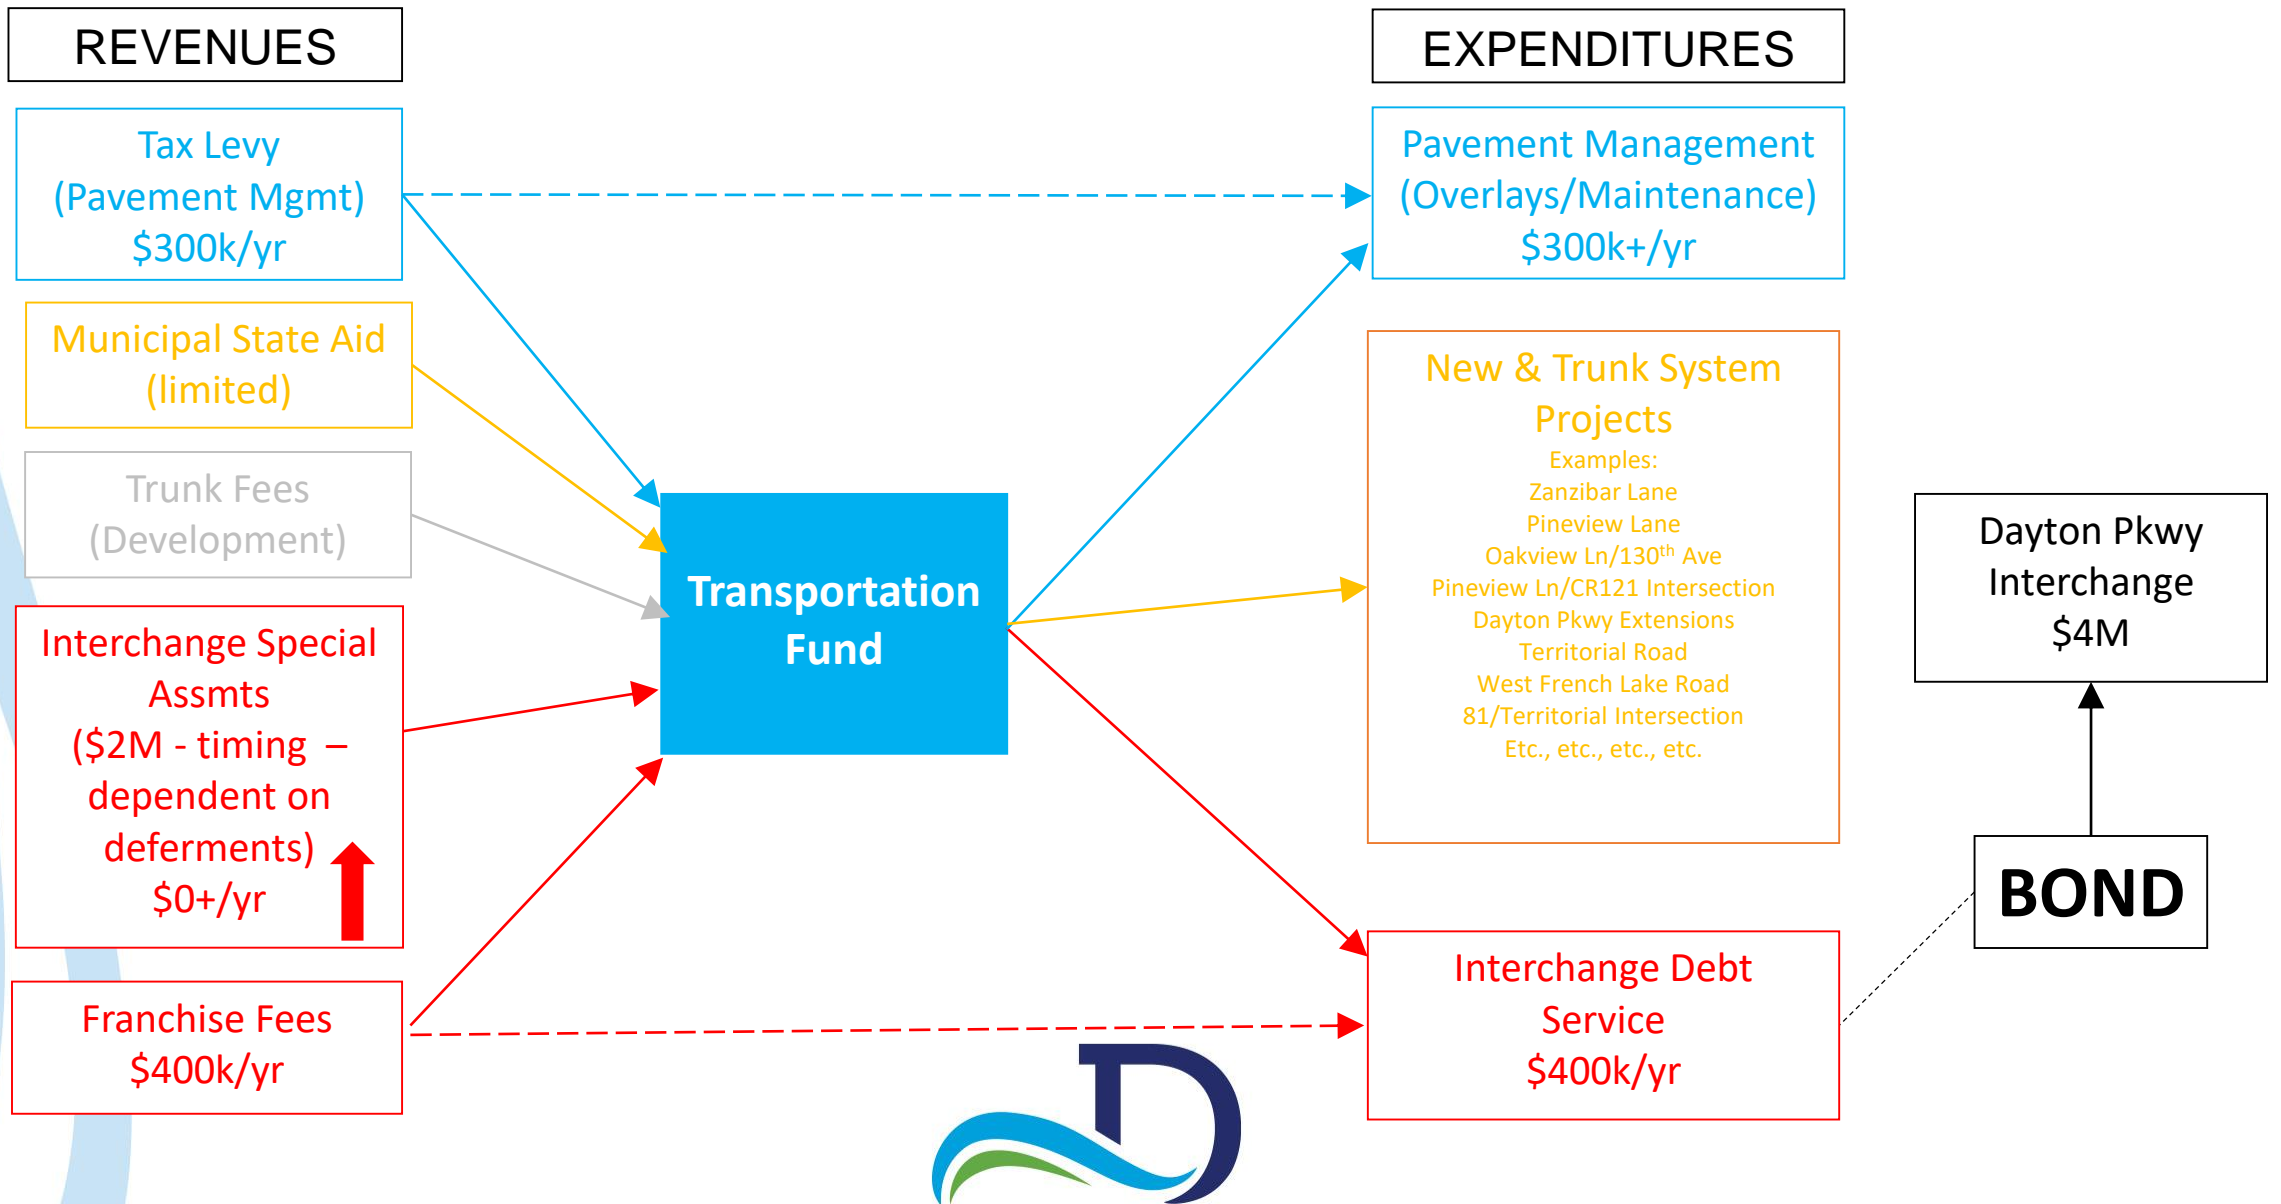 REVENUES
Tax Levy
(Pavement Mgmt)
$300k/yr
Municipal State Aid
(limited)
Trunk Fees
(Development)
Interchange Special
Assmts
($2M - timing –
dependent on
deferments)
$0+/yr
Franchise Fees
$400k/yr
Transportation
Fund
EXPENDITURES
Pavement Management
(Overlays/Maintenance)
$300k+/yr
New & Trunk System
Projects
Examples:
Zanzibar Lane
Pineview Lane
Oakview Ln/130th Ave
Pineview Ln/CR121 Intersection
Dayton Pkwy Extensions
Territorial Road
West French Lake Road
81/Territorial Intersection
Etc., etc., etc., etc.
Interchange Debt
Service
$400k/yr
Dayton Pkwy
Interchange
$4M
BOND
D